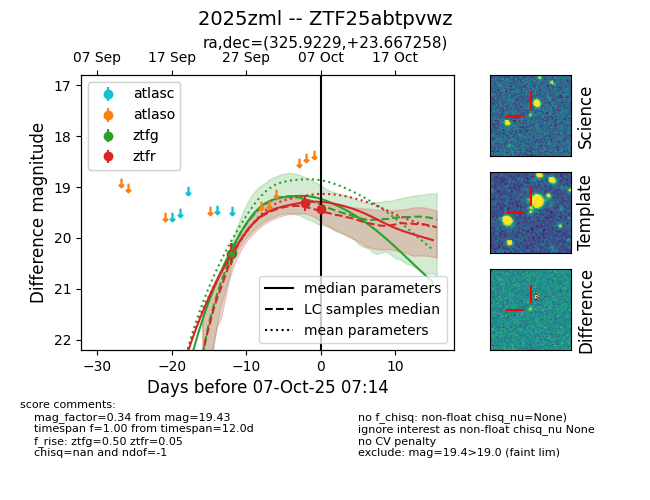 2025zml -- ZTF25abtpvwz
ra,dec=(325.9229,+23.667258)
07 Sep 17 Sep 27 Sep 07 Oct 17 Oct
17
18
19
20
21
22
Difference magnitude
atlasc
atlaso
ztfg
ztfr
median parameters
LC samples median
mean parameters
−30 −20 −10 0 10
Days before 07-Oct-25 07:14
Science
Template
Difference
score comments:
mag_factor=0.34 from mag=19.43
timespan f=1.00 from timespan=12.0d
f_rise: ztfg=0.50 ztfr=0.05
chisq=nan and ndof=-1
no f_chisq: non-float chisq_nu=None)
ignore interest as non-float chisq_nu None
no CV penalty
exclude: mag=19.4>19.0 (faint lim)